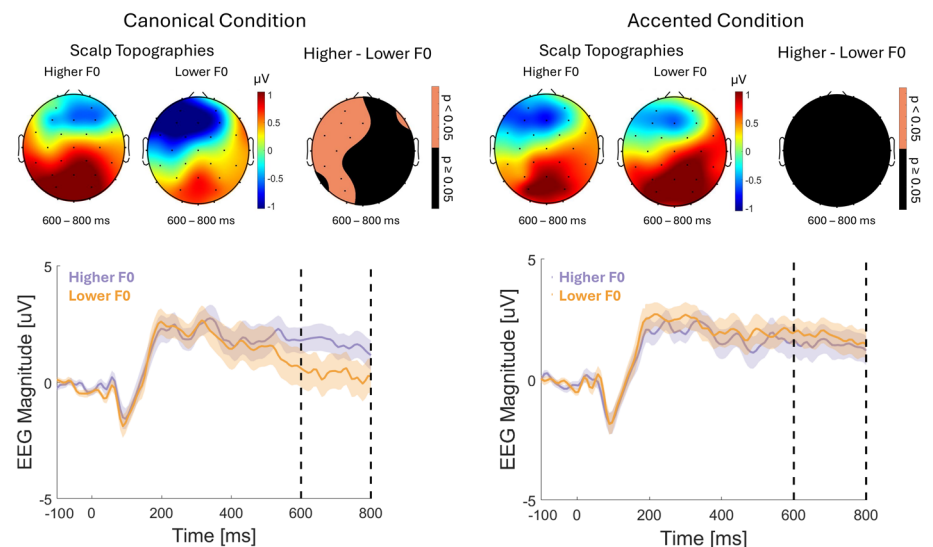 Canonical Condition
Scalp Topographies
Higher F0
Lower F0
µV
Higher - Lower F0
1
0.5
0
-0.5
-1
p < 0.05
p ≥ 0.05
600 – 800 ms
600 – 800 ms
600 – 800 ms
Accented Condition
Scalp Topographies
Higher F0
Lower F0
µV
Higher - Lower F0
1
0.5
0
-0.5
-1
p < 0.05
p ≥ 0.05
600 – 800 ms
600 – 800 ms
600 – 800 ms
5
0
-5
EEG Magnitude [uV]
Higher F0
Lower F0
-100 0 200 400 600 800
Time [ms]
5
0
-5
EEG Magnitude [uV]
Higher F0
Lower F0
-100 0 200 400 600 800
Time [ms]